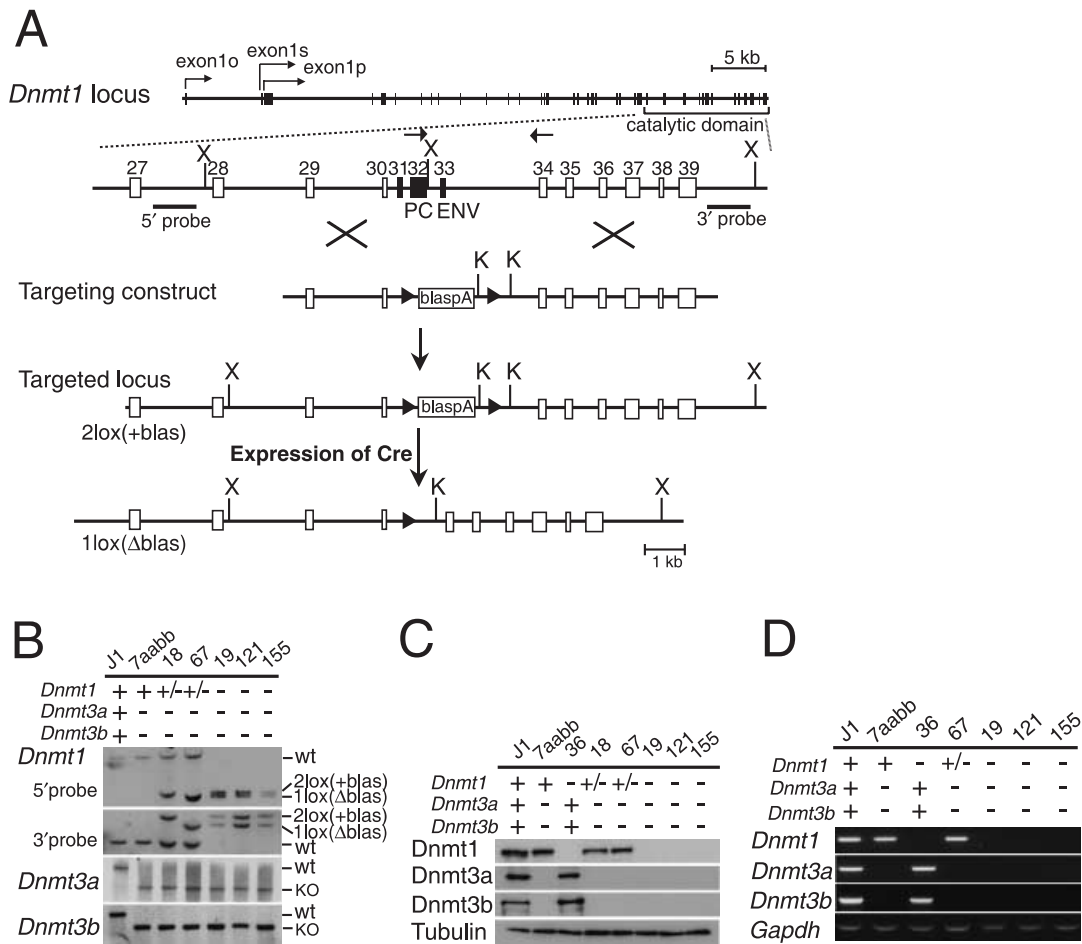 A
exon1o
exon1s
exon1p
5 kb
Dnmt1 locus
catalytic domain
27 X 28 29 30 31 32 X 33 34 35 36 37 38 39 X
5′ probe
PC ENV
3′ probe
K K
Targeting construct
blaspA
Targeted locus
X K K X
blaspA
2lox(+blas)
Expression of Cre
X K X
1lox(Δblas)
1 kb
B
J1 7aabb 18 67 19 121 155
Dnmt1 + + +/- +/- - - -
Dnmt3a + - - - - - -
Dnmt3b + - - - - - -
Dnmt1
wt
5′probe
2lox(+blas)
1lox(Δblas)
3′probe
2lox(+blas)
1lox(Δblas)
wt
Dnmt3a
wt
KO
Dnmt3b
wt
KO
C
J1 7aabb 36 18 67 19 121 155
Dnmt1 + + - +/- +/- - - -
Dnmt3a + - + - - - - -
Dnmt3b + - + - - - - -
Dnmt1
Dnmt3a
Dnmt3b
Tubulin
D
J1 7aabb 36 67 19 121 155
Dnmt1 + + - +/- - - -
Dnmt3a + - + - - - -
Dnmt3b + - + - - - -
Dnmt1
Dnmt3a
Dnmt3b
Gapdh